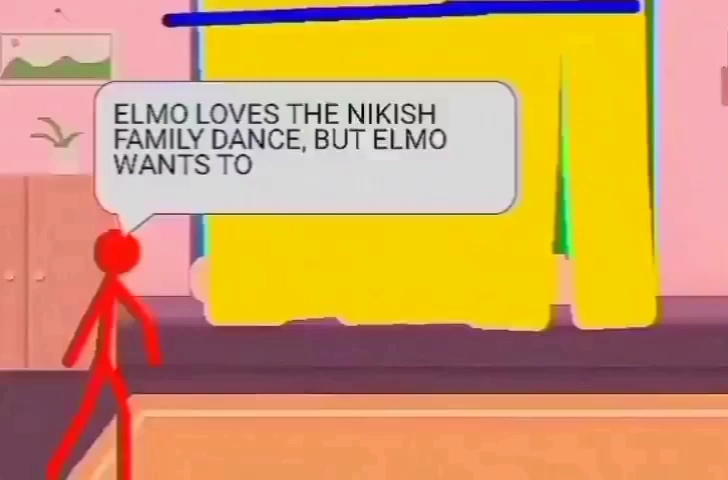 ELMO LOVES THE NIKISH
FAMILY DANCE, BUT ELMO
WANTS TO